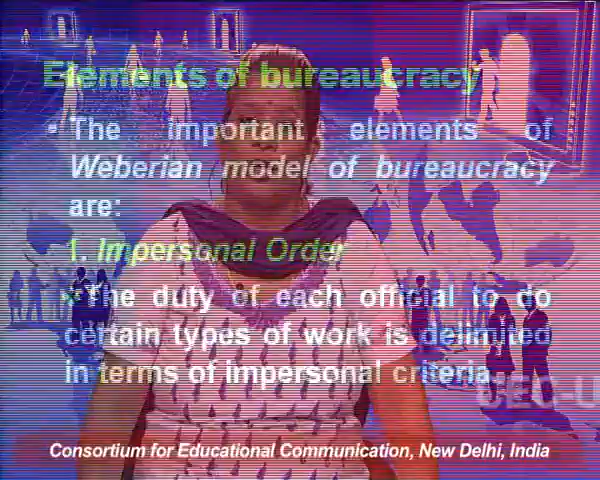 Elements of bureaucracy
• The important elements of
Weberian model of bureaucracy
are:
1. Impersonal Order
The duty of each official to do
certain types of work is delimited
in terms of impersonal criteria.
CEC-U
Consortium for Educational Communication, New Delhi, India